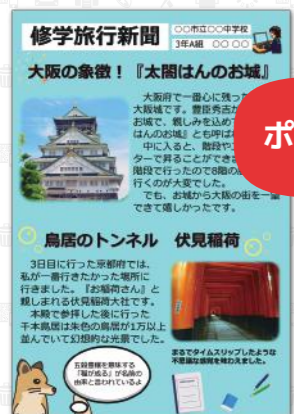 修学旅行新聞
○○市立○○中学校
3年A組 ○○ ○○
大阪の象徴！『太閤はんのお城』
大阪府で一番心に残っ
大阪城です。豊臣秀吉が
お城で、親しみを込め
はんのお城』とも呼ば
中に入ると、階段や
ターで昇ることができ
階段で行ったので8階の
行くのが大変でした。
でも、お城から大阪の街を一望
できて嬉しかったです。
ポ
鳥居のトンネル 伏見稲荷
3日目に行った京都府では、
私が一番行きたかった場所に
行きました。『お稲荷さん』と
親しまれる伏見稲荷大社です。
本殿で参拝した後に行った
千本鳥居は朱色の鳥居が1万以上
並んでいて幻想的な光景でした。
まるでタイムスリップしたような
不思議な感覚を味わえました。
五穀豊穣を意味する
「稲が成る」が名前の
由来と言われているよ